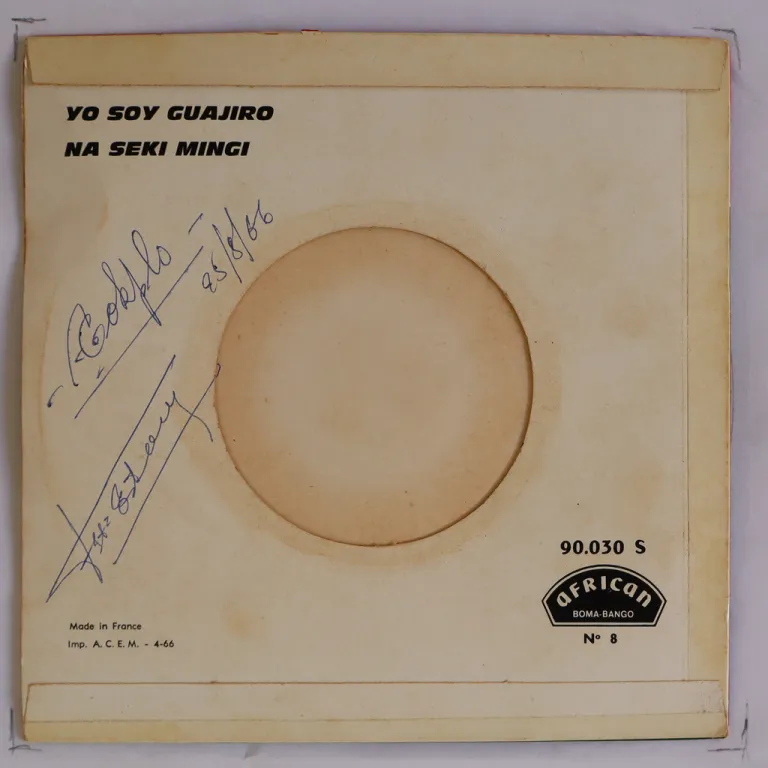 YO SOY GUAJIRO
NA SEKI MINGI
25/8/66
90.030 S
AFRICAN
BOMA-BANGO
Nº 8
Made in France
Imp. A. C. E. M. - 4-66